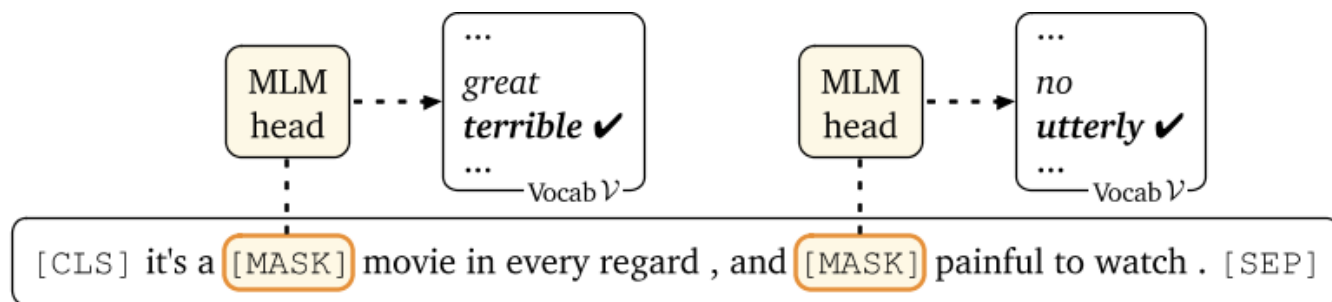 MLM
head
...
great
terrible ✔
...
Vocab 𝒱
MLM
head
...
no
utterly ✔
...
Vocab 𝒱
[CLS] it's a [MASK] movie in every regard , and [MASK] painful to watch . [SEP]